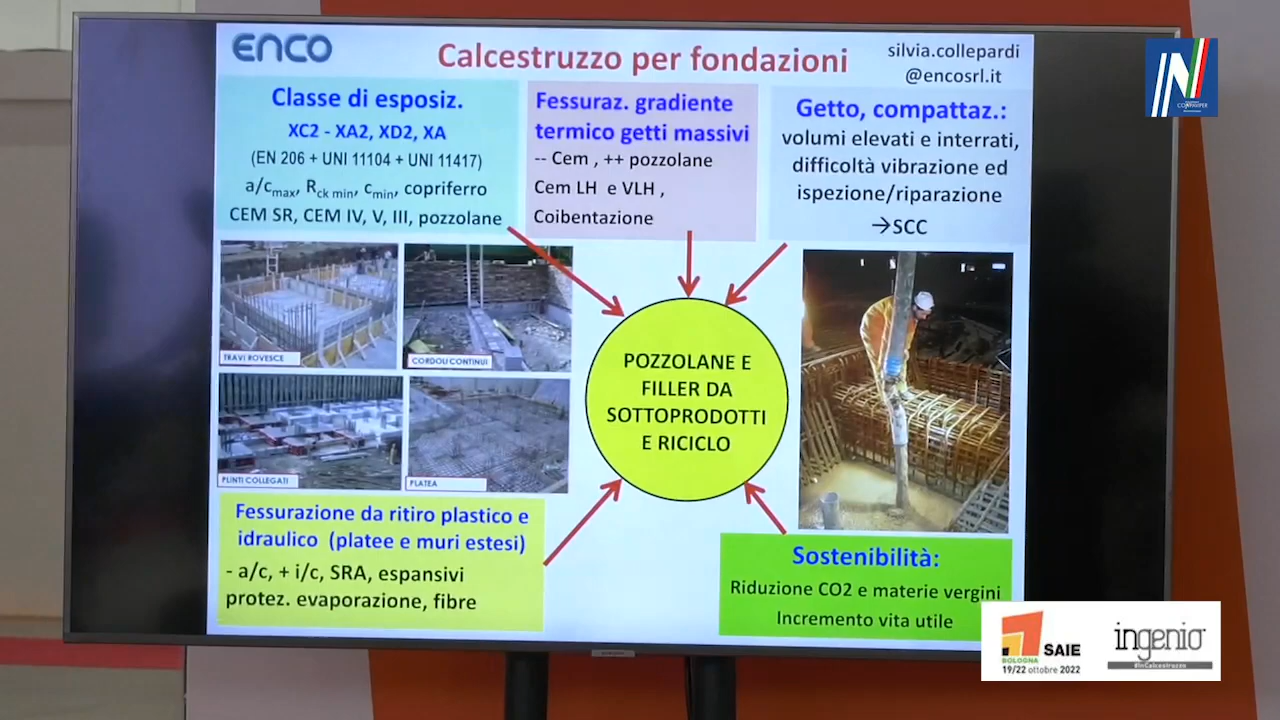 enco
Calcestruzzo per fondazioni
silvia.collepardi
@encosrl.it
Classe di esposiz.
XC2 - XA2, XD2, XA
(EN 206 + UNI 11104 + UNI 11417)
a/cmax, Rck min, cmin, copriferro
CEM SR, CEM IV, V, III, pozzolane
Fessuraz. gradiente
termico getti massivi
-- Cem , ++ pozzolane
Cem LH e VLH ,
Coibentazione
Getto, compattaz.:
volumi elevati e interrati,
difficoltà vibrazione ed
ispezione/riparazione
→SCC
TRAVI ROVESCE
CORDOLI CONTINUI
PLINTI COLLEGATI
PLATEA
POZZOLANE E
FILLER DA
SOTTOPRODOTTI
E RICICLO
Fessurazione da ritiro plastico e
idraulico (platee e muri estesi)
- a/c, + i/c, SRA, espansivi
protez. evaporazione, fibre
Sostenibilità:
Riduzione CO2 e materie vergini
Incremento vita utile
IN
CONPAVIPER
SAIE
BOLOGNA
19/22 ottobre 2022
ingenio
#InCalcestruzzo